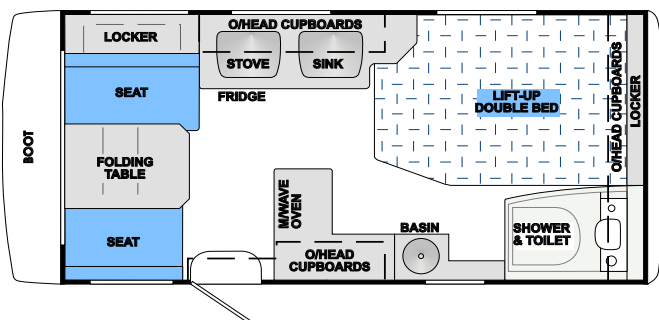 O/HEAD CUPBOARDS
LOCKER
STOVE
SINK
SEAT
FRIDGE
LIFT-UP
DOUBLE BED
O/HEAD CUPBOARDS
LOCKER
BOOT
FOLDING
TABLE
M/WAVE
OVEN
SEAT
BASIN
SHOWER
& TOILET
O/HEAD
CUPBOARDS